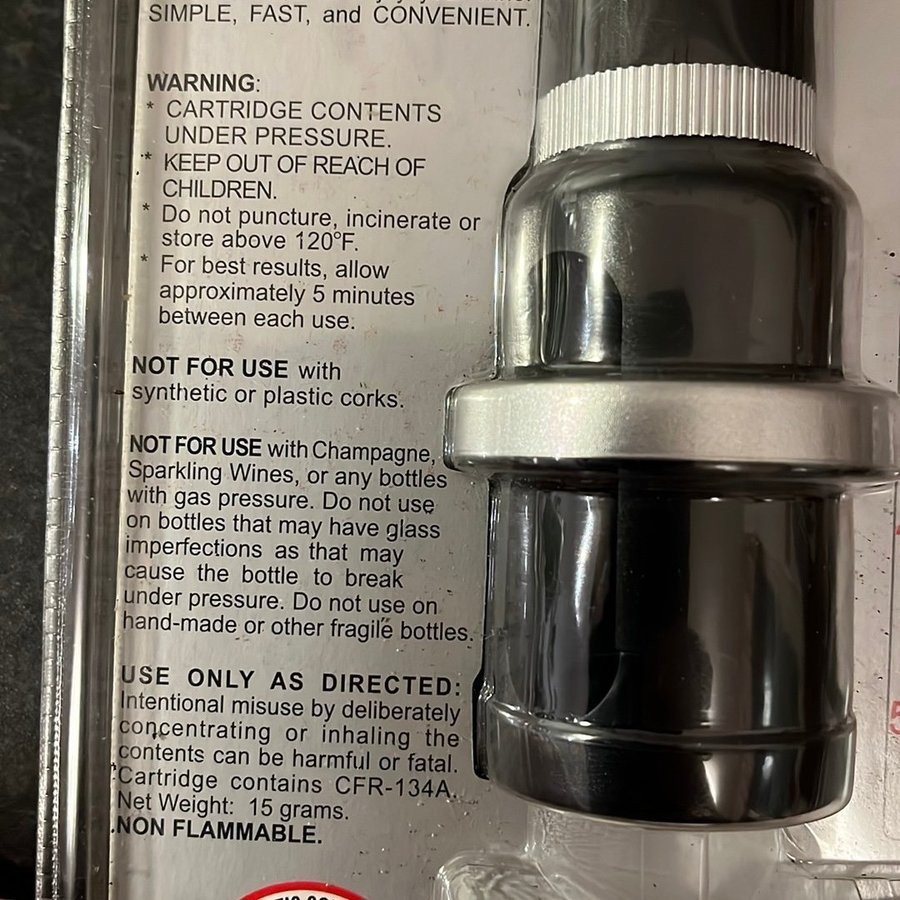 SIMPLE, FAST, and CONVENIENT.
WARNING:
* CARTRIDGE CONTENTS
UNDER PRESSURE.
* KEEP OUT OF REACH OF
CHILDREN.
* Do not puncture, incinerate or
store above 120°F.
* For best results, allow
approximately 5 minutes
between each use.
NOT FOR USE with
synthetic or plastic corks.
NOT FOR USE with Champagne,
Sparkling Wines, or any bottles
with gas pressure. Do not use
on bottles that may have glass
imperfections as that may
cause the bottle to break
under pressure. Do not use on
hand-made or other fragile bottles.
USE ONLY AS DIRECTED:
Intentional misuse by deliberately
concentrating or inhaling the
contents can be harmful or fatal.
Cartridge contains CFR-134A.
Net Weight: 15 grams.
NON FLAMMABLE.
5